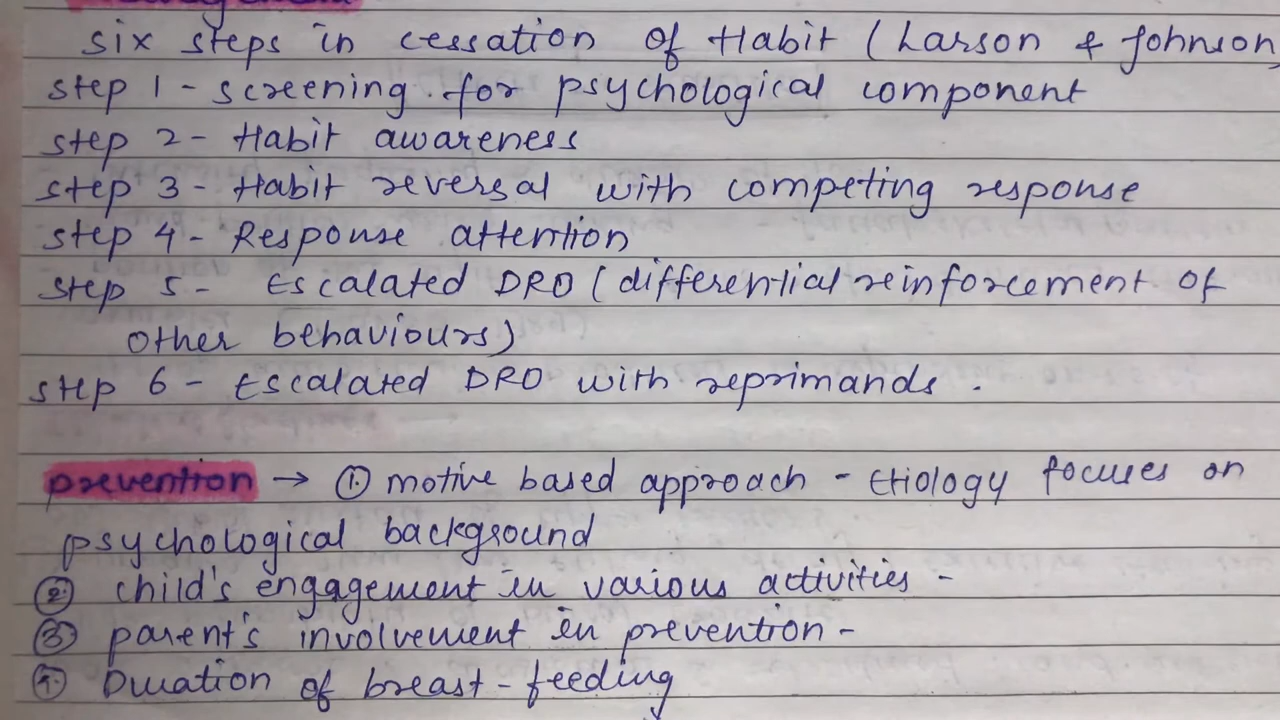 six steps in cessation of Habit (Larson & Johnson
step 1 - screening for psychological component
step 2 - Habit awareness
step 3 - Habit reversal with competing response
step 4 - Response attention
step 5 - Escalated DRO (differential reinforcement of
other behaviours)
step 6 - Escalated DRO with reprimands.
prevention → ①. motive based approach - Etiology focuses on
psychological background
②. child's engagement in various activities -
③. parent's involvement in prevention -
④. Duration of breast-feeding